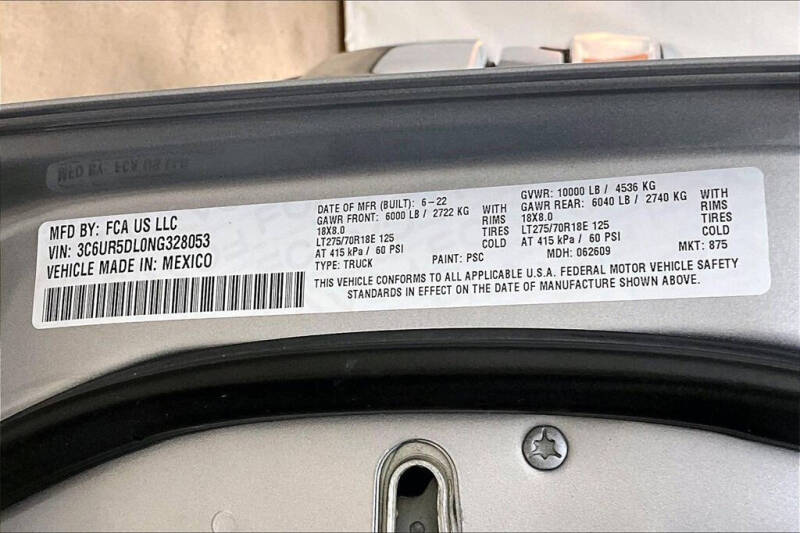 MFD BY: FCA US LLC
VIN: 3C6UR5DL0NG328053
VEHICLE MADE IN: MEXICO
DATE OF MFR (BUILT): 6-22
GAWR FRONT: 6000 LB / 2722 KG WITH
18X8.0 RIMS
LT275/70R18E 125 TIRES
AT 415 kPa / 60 PSI COLD
TYPE: TRUCK PAINT: PSC
GVWR: 10000 LB / 4536 KG
GAWR REAR: 6040 LB / 2740 KG WITH
18X8.0 RIMS
LT275/70R18E 125 TIRES
AT 415 kPa / 60 PSI COLD
MDH: 062609 MKT: 875
THIS VEHICLE CONFORMS TO ALL APPLICABLE U.S.A. FEDERAL MOTOR VEHICLE SAFETY
STANDARDS IN EFFECT ON THE DATE OF MANUFACTURE SHOWN ABOVE.